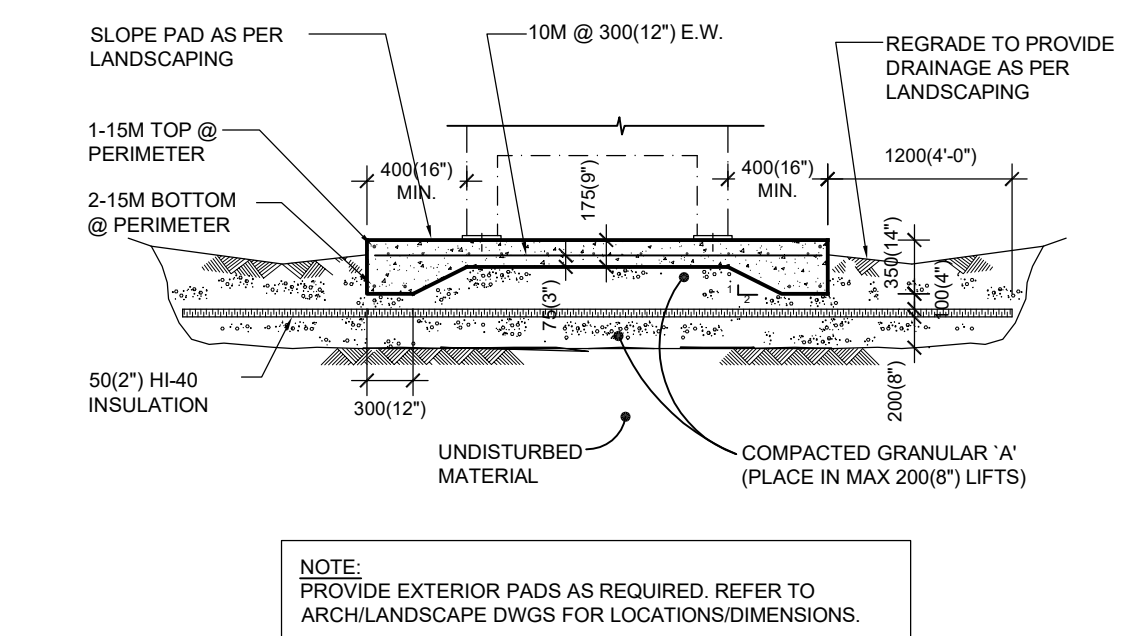 SLOPE PAD AS PER
LANDSCAPING
10M @ 300(12") E.W.
REGRADE TO PROVIDE
DRAINAGE AS PER
LANDSCAPING
1-15M TOP @
PERIMETER
400(16")
MIN.
175(9")
400(16")
MIN.
1200(4'-0")
2-15M BOTTOM
@ PERIMETER
350(14")
100(4")
75(3")
1
2
200(8")
50(2") HI-40
INSULATION
300(12")
UNDISTURBED
MATERIAL
COMPACTED GRANULAR `A'
(PLACE IN MAX 200(8") LIFTS)
NOTE:
PROVIDE EXTERIOR PADS AS REQUIRED. REFER TO
ARCH/LANDSCAPE DWGS FOR LOCATIONS/DIMENSIONS.